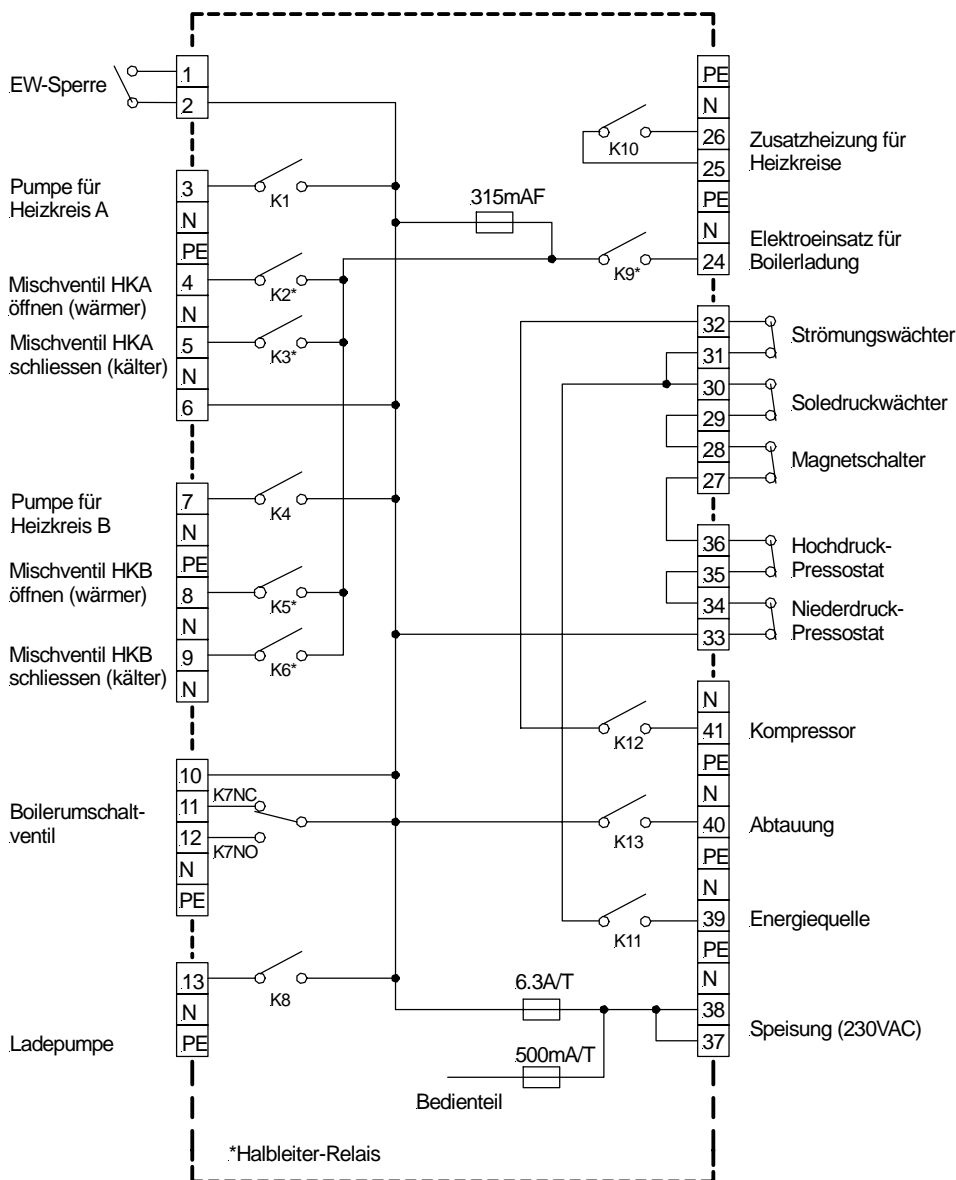 EW-Sperre
1
2
Pumpe für
Heizkreis A
3
N
PE
K1
Mischventil HKA
öffnen (wärmer)
4
N
K2*
Mischventil HKA
schliessen (kälter)
5
N
6
K3*
Pumpe für
Heizkreis B
7
N
PE
K4
Mischventil HKB
öffnen (wärmer)
8
N
K5*
Mischventil HKB
schliessen (kälter)
9
N
K6*
Boilerumschalt-
ventil
10
11
12
N
PE
K7NC
K7NO
13
N
PE
K8
Ladepumpe
315mAF
6.3A/T
500mA/T
Bedienteil
*Halbleiter-Relais
PE
N
26
25
K10
Zusatzheizung für
Heizkreise
PE
N
24
K9*
Elektroeinsatz für
Boilerladung
32
31
Strömungswächter
30
29
Soledruckwächter
28
27
Magnetschalter
36
35
Hochdruck-
Pressostat
34
33
Niederdruck-
Pressostat
N
41
PE
K12
Kompressor
N
40
PE
K13
Abtauung
N
39
PE
K11
Energiequelle
N
38
37
Speisung (230VAC)